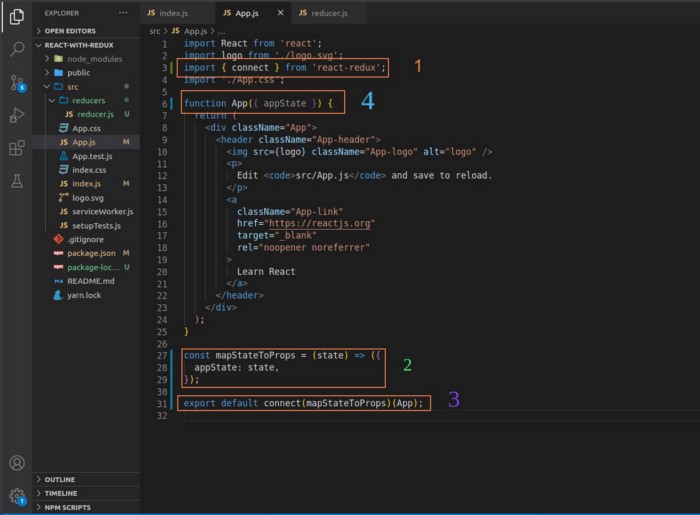 EXPLORER
OPEN EDITORS
REACT-WITH-REDUX
node_modules
public
src
reducers
JS reducer.js U
App.css
JS App.js M
App.test.js
index.css
JS index.js M
logo.svg
JS serviceWorker.js
JS setupTests.js
.gitignore
package.json M
package-loc... U
README.md
yarn.lock
OUTLINE
TIMELINE
NPM SCRIPTS
JS index.js JS App.js × JS reducer.js
src > JS App.js > ...
1 import React from 'react';
2 import logo from './logo.svg';
3 import { connect } from 'react-redux'; 1
4 import './App.css';
5
6 function App({ appState }) { 4
7 return (
8 <div className="App">
9 <header className="App-header">
10 <img src={logo} className="App-logo" alt="logo" />
11 <p>
12 Edit <code>src/App.js</code> and save to reload.
13 </p>
14 <a
15 className="App-link"
16 href="https://reactjs.org"
17 target="_blank"
18 rel="noopener noreferrer"
19 >
20 Learn React
21 </a>
22 </header>
23 </div>
24 );
25 }
26
27 const mapStateToProps = (state) => ({
28 appState: state, 2
29 });
30
31 export default connect(mapStateToProps)(App); 3
32